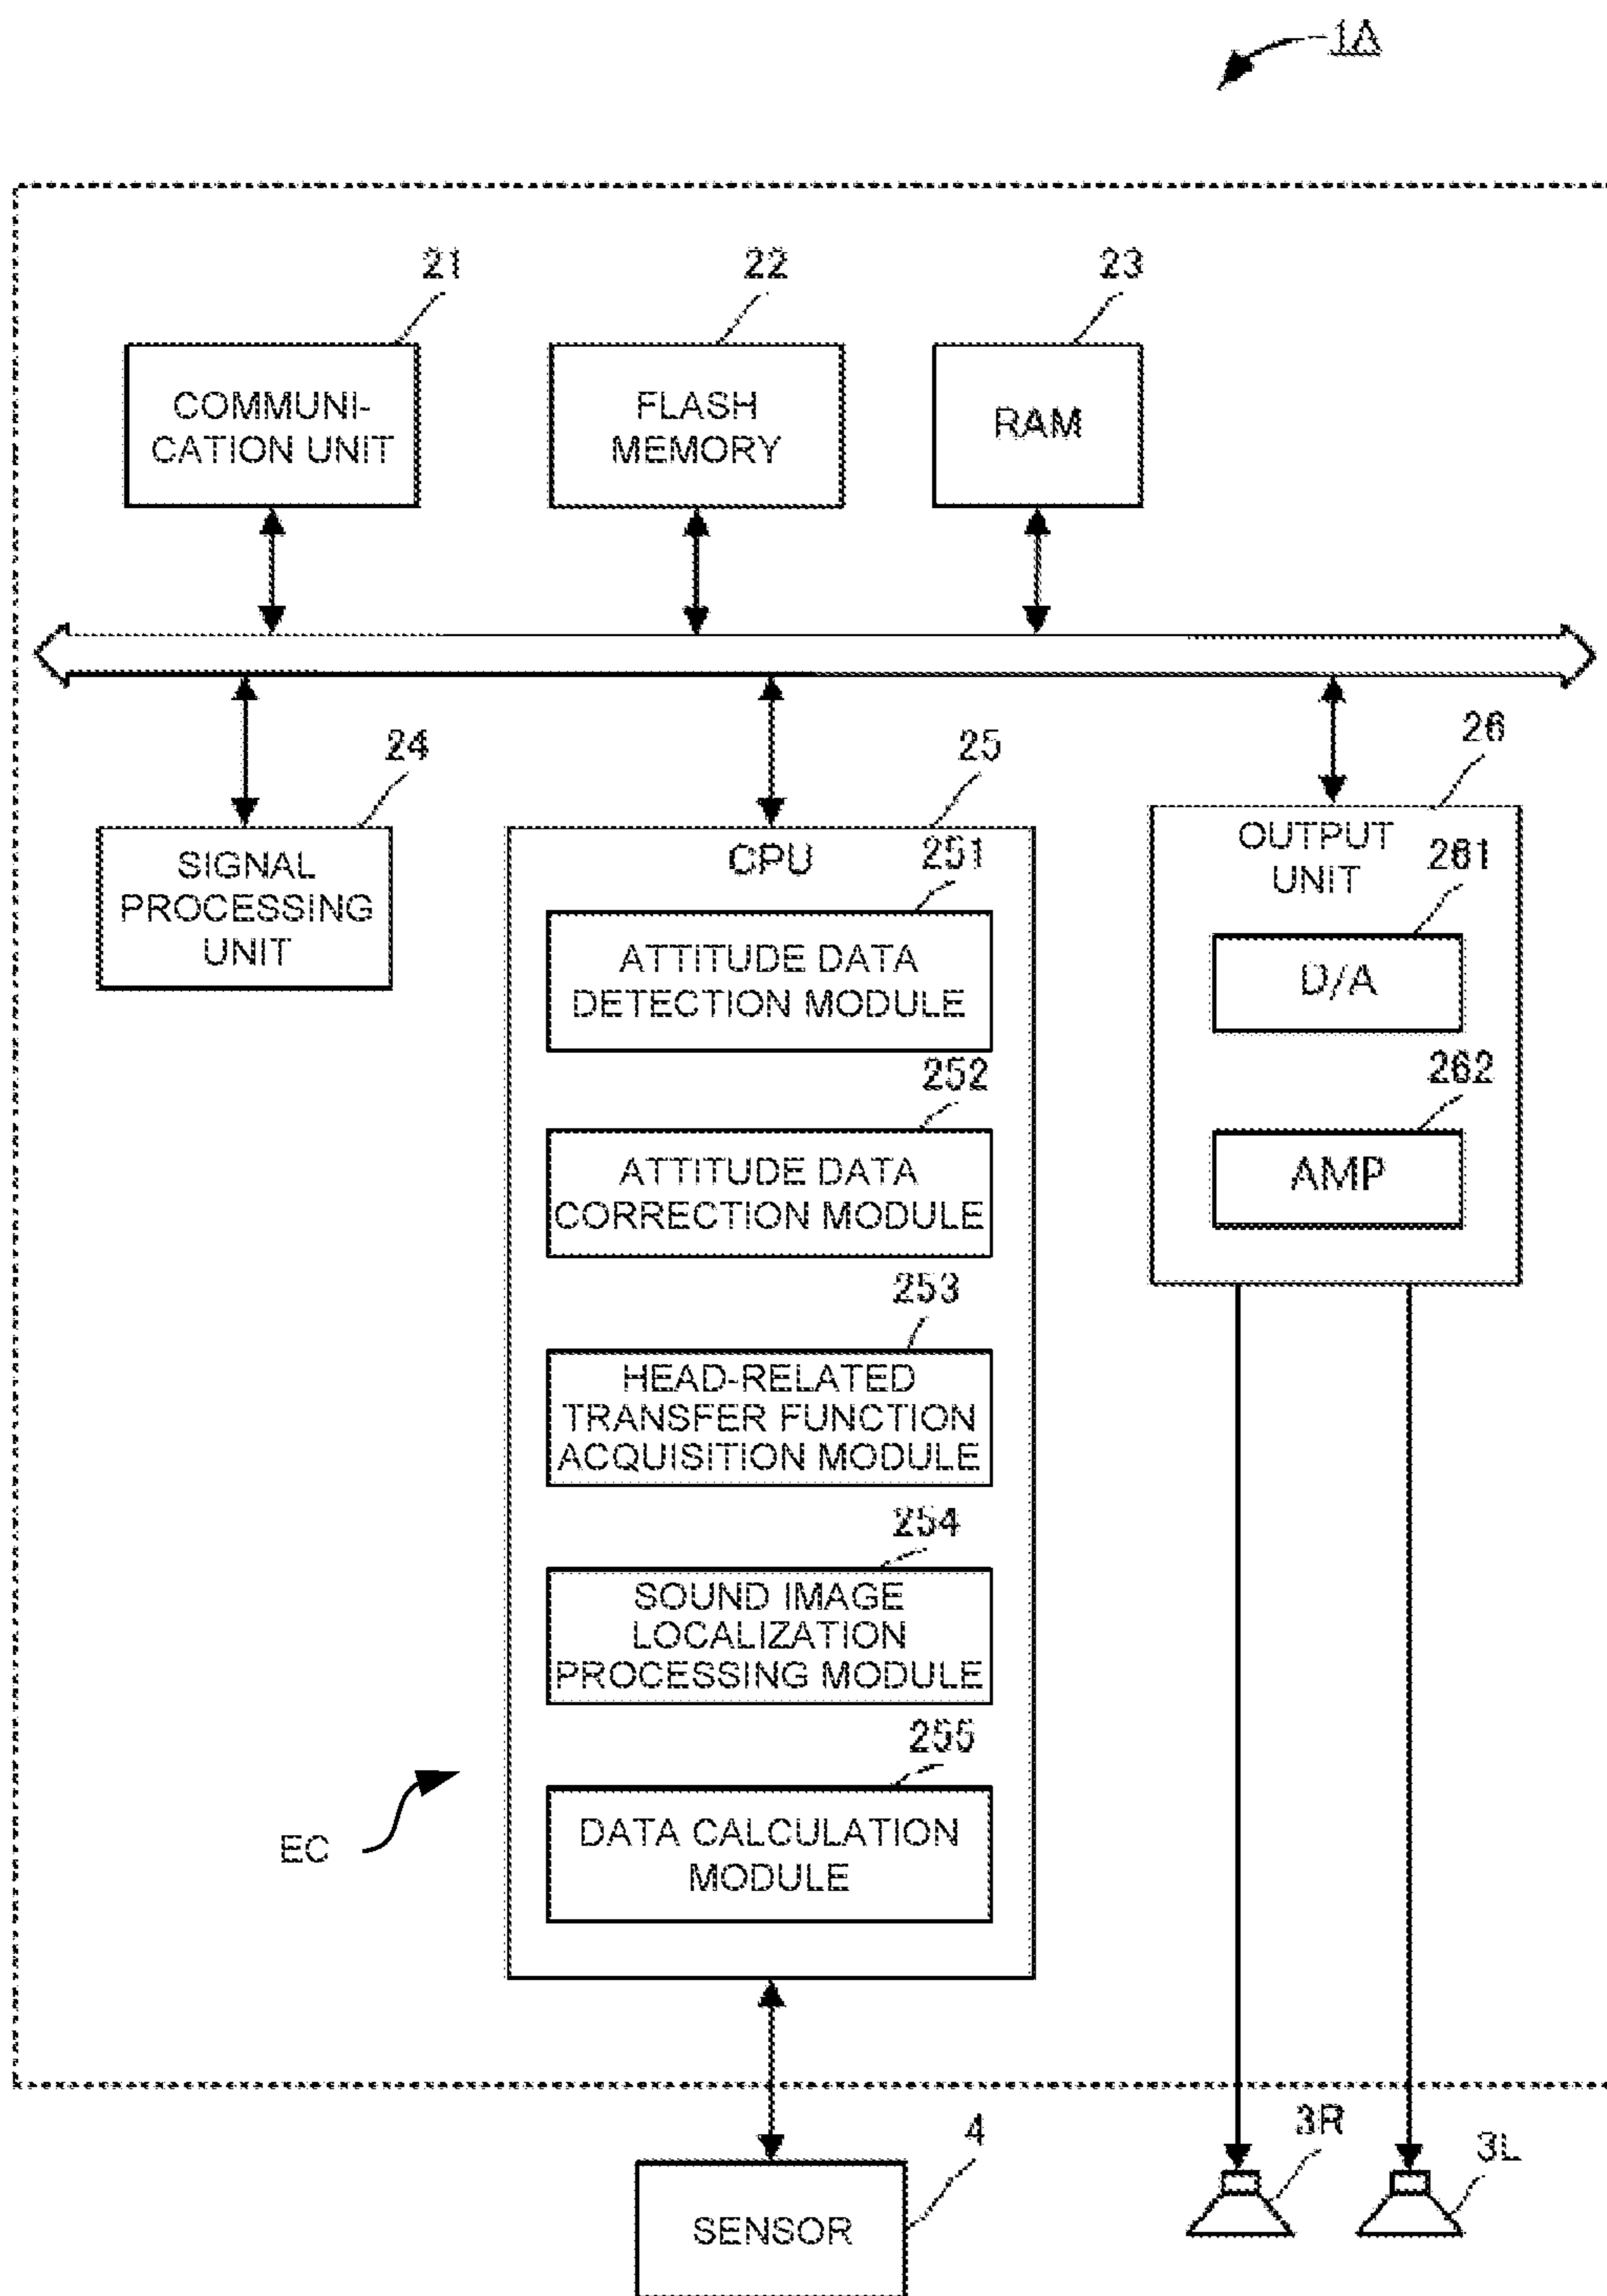 1A
21
22
23
COMMUNI-
CATION UNIT
FLASH
MEMORY
RAM
24
25
26
SIGNAL
PROCESSING
UNIT
CPU
251
ATTITUDE DATA
DETECTION MODULE
252
ATTITUDE DATA
CORRECTION MODULE
253
HEAD-RELATED
TRANSFER FUNCTION
ACQUISITION MODULE
254
SOUND IMAGE
LOCALIZATION
PROCESSING MODULE
255
DATA CALCULATION
MODULE
EC
OUTPUT
UNIT
261
D/A
262
AMP
4
SENSOR
3R
3L